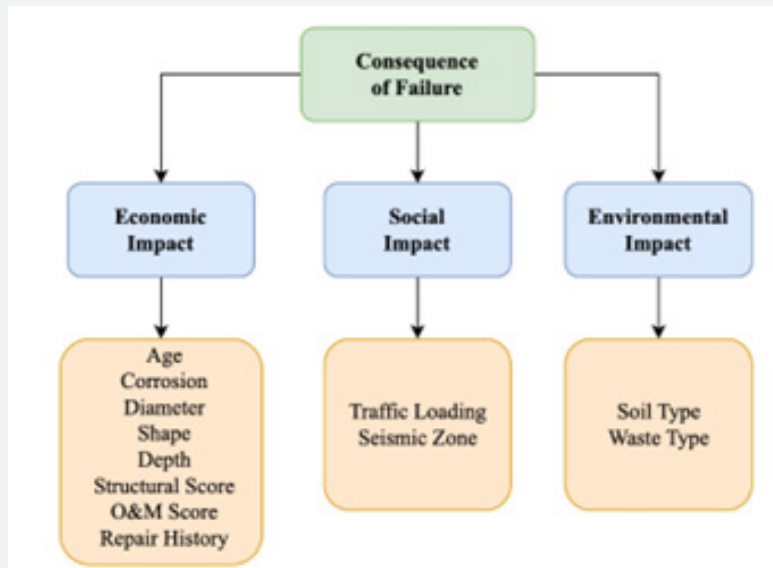 Consequence
of Failure
Economic
Impact
Social
Impact
Environmental
Impact
Age
Corrosion
Diameter
Shape
Depth
Structural Score
O&M Score
Repair History
Traffic Loading
Seismic Zone
Soil Type
Waste Type